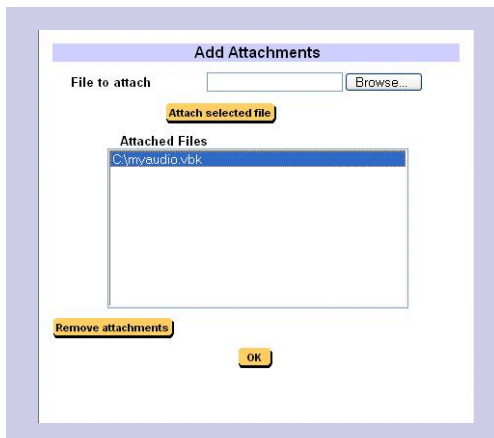 Add Attachments
File to attach Browse...
Attach selected file
Attached Files
C:\myaudio.vbk
Remove attachments
OK